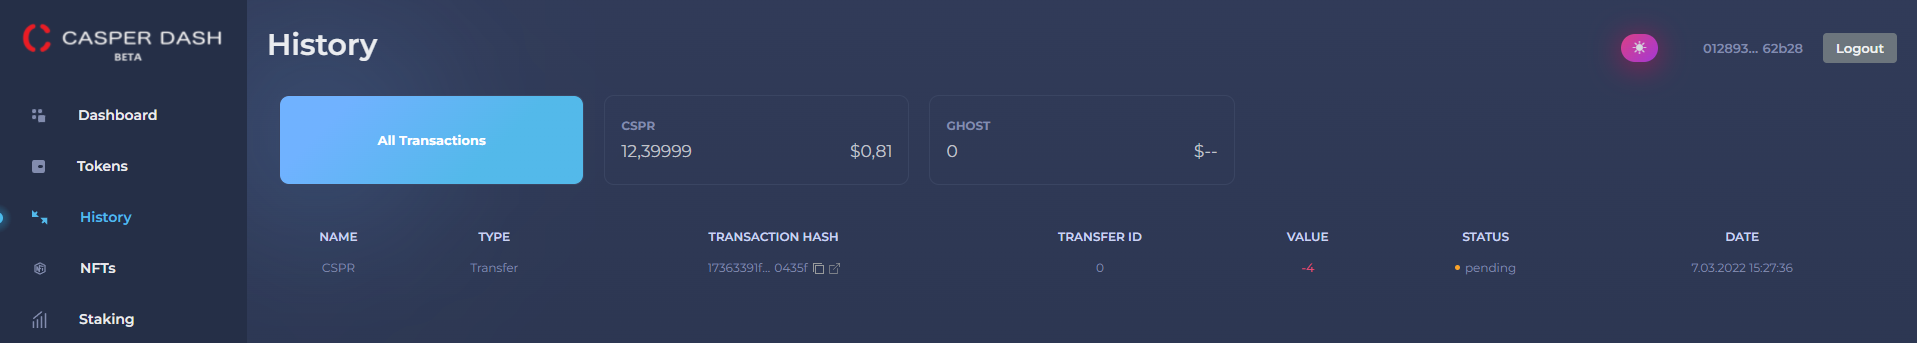 CASPER DASH
BETA
Dashboard
Tokens
History
NFTs
Staking
History
012893... 62b28
Logout
All Transactions
CSPR
12,39999 $0,81
GHOST
0 $--
NAME TYPE TRANSACTION HASH TRANSFER ID VALUE STATUS DATE
CSPR Transfer 17363391f... 0435f 0 -4 pending 7.03.2022 15:27:36